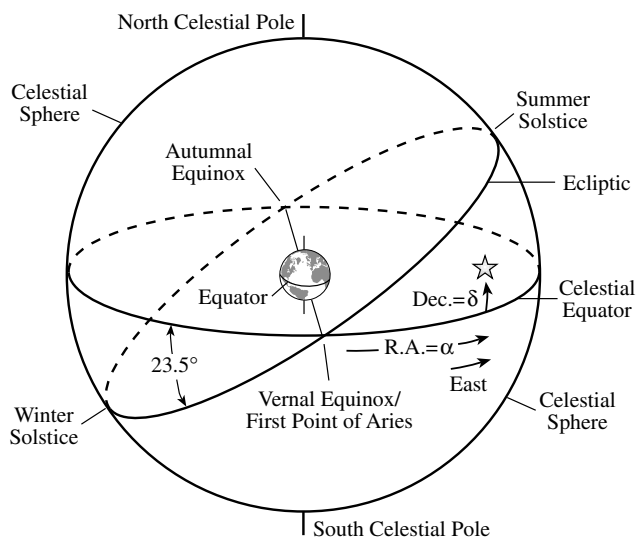 North Celestial Pole
Celestial
Sphere
Summer
Solstice
Autumnal
Equinox
Ecliptic
Equator
Dec.=δ
Celestial
Equator
R.A.=α
23.5°
East
Vernal Equinox/
First Point of Aries
Celestial
Sphere
Winter
Solstice
South Celestial Pole